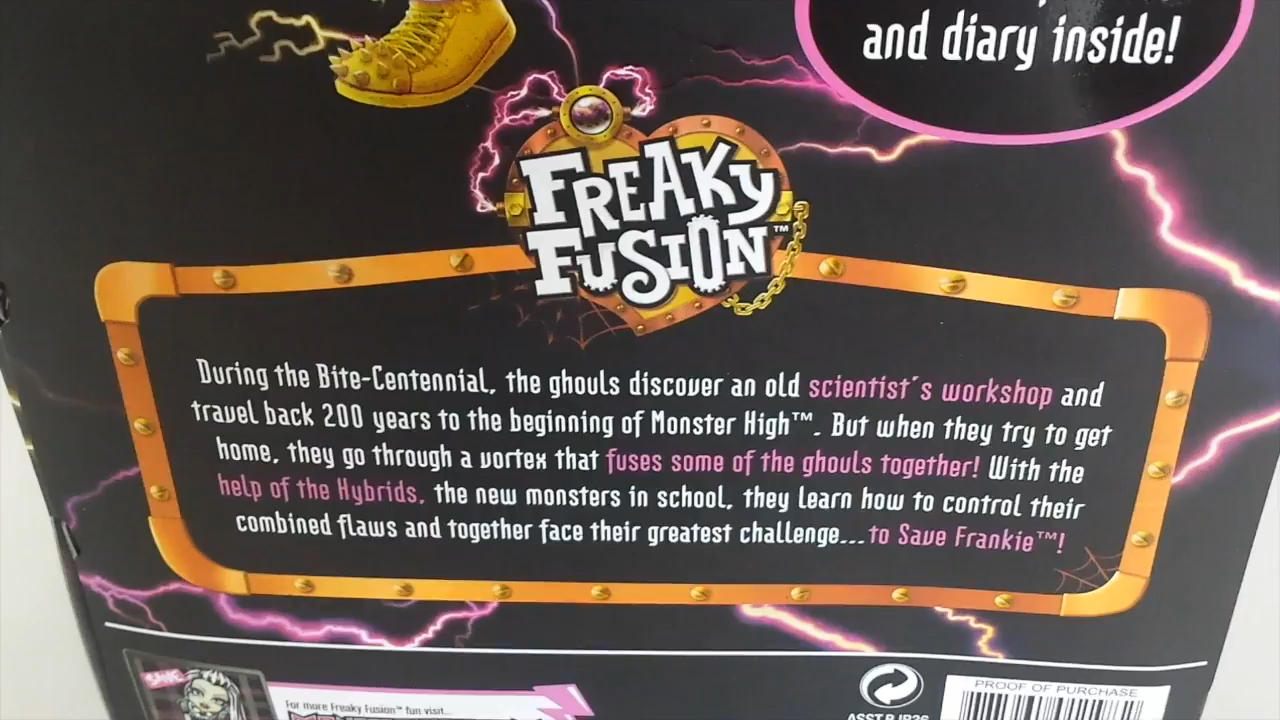 and diary inside!
FREAKY
FUSION™
During the Bite-Centennial, the ghouls discover an old scientist's workshop and
travel back 200 years to the beginning of Monster High™. But when they try to get
home, they go through a vortex that fuses some of the ghouls together! With the
help of the Hybrids, the new monsters in school, they learn how to control their
combined flaws and together face their greatest challenge...to Save Frankie™!
SAVE
For more Freaky Fusion™ fun visit...
PROOF OF PURCHASE